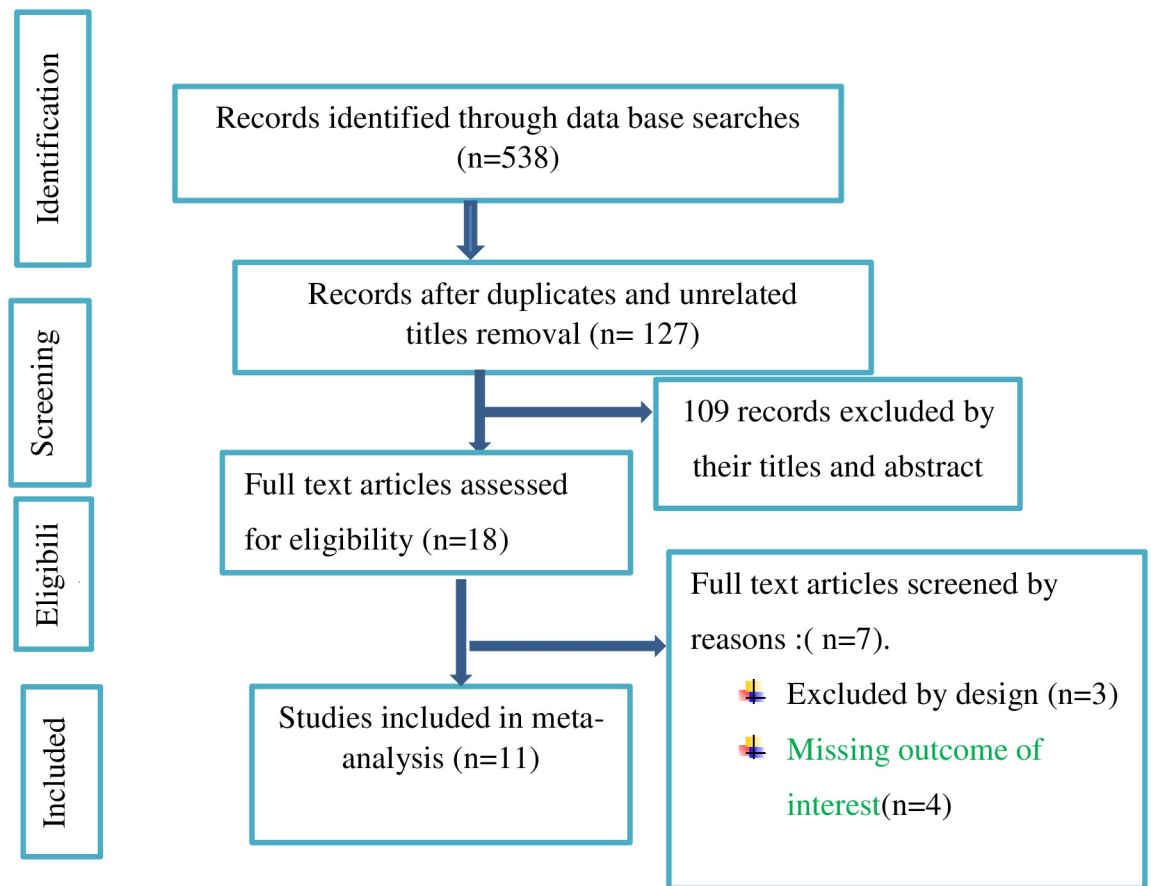 Identification
Records identified through data base searches
(n=538)
Records after duplicates and unrelated
titles removal (n= 127)
Screening
109 records excluded by
their titles and abstract
Full text articles assessed
for eligibility (n=18)
Eligibili
Full text articles screened by
reasons :( n=7).
Excluded by design (n=3)
Missing outcome of
interest(n=4)
Included
Studies included in meta-
analysis (n=11)